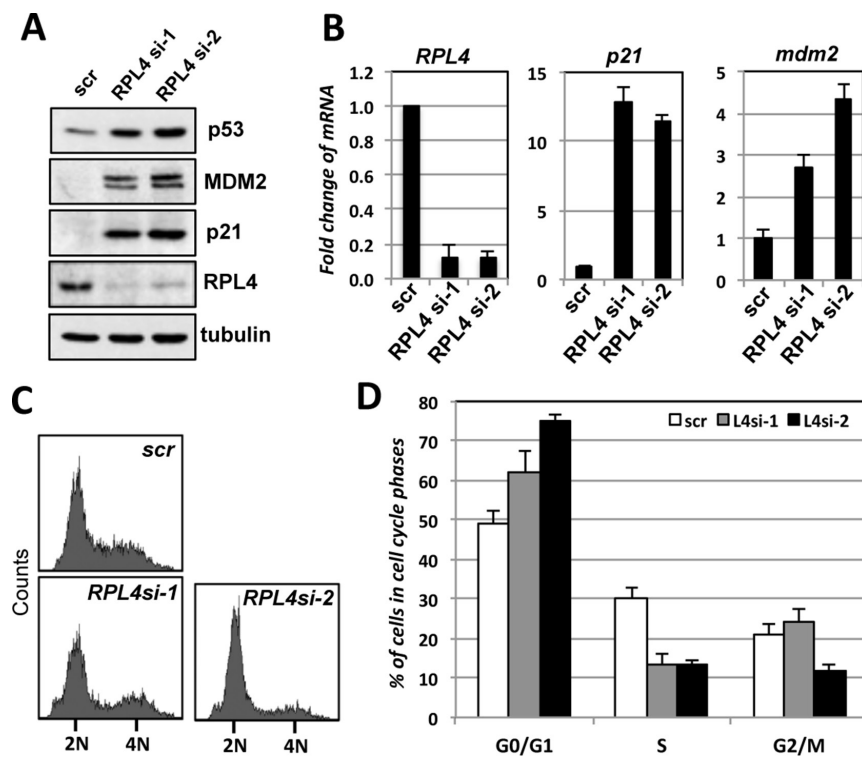 A
scr
RPL4 si-1
RPL4 si-2
p53
MDM2
p21
RPL4
tubulin
B
RPL4
Fold change of mRNA
1.0
0.8
0.6
0.4
0.2
0.0
scr
RPL4 si-1
RPL4 si-2
p21
15
10
5
0
scr
RPL4 si-1
RPL4 si-2
mdm2
5
4
3
2
1
0
scr
RPL4 si-1
RPL4 si-2
C
Counts
scr
RPL4si-1
RPL4si-2
2N 4N
2N 4N
D
% of cells in cell cycle phases
80
70
60
50
40
30
20
10
0
scr L4si-1 L4si-2
G0/G1 S G2/M